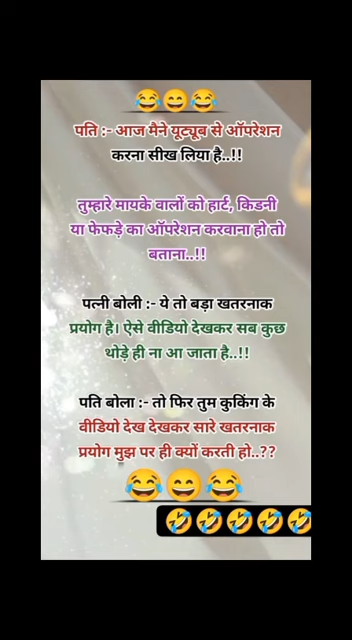 😂😄😂
पति :- आज मैने यूट्यूब से ऑपरेशन
करना सीख लिया है..!!
तुम्हारे मायके वालों को हार्ट, किडनी
या फेफड़े का ऑपरेशन करवाना हो तो
बताना..!!
पत्नी बोली :- ये तो बड़ा खतरनाक
प्रयोग है। ऐसे वीडियो देखकर सब कुछ
थोड़े ही ना आ जाता है..!!
पति बोला :- तो फिर तुम कुकिंग के
वीडियो देख देखकर सारे खतरनाक
प्रयोग मुझ पर ही क्यों करती हो..??
😂😄😂
🤣🤣🤣🤣🤣